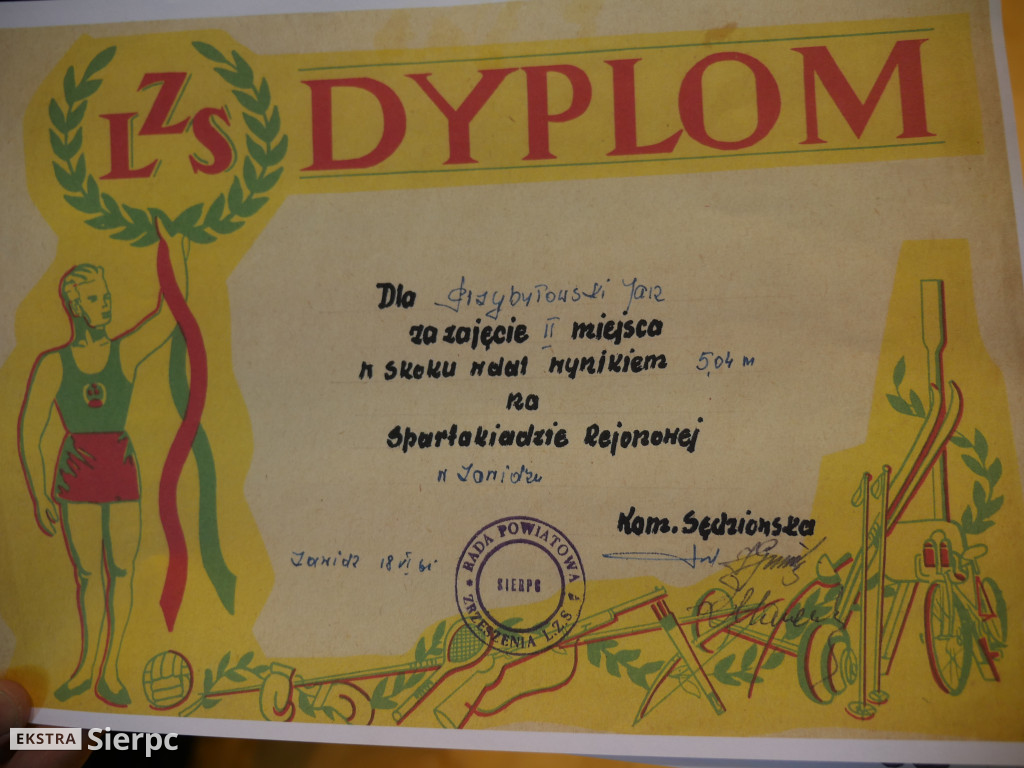 LZS
DYPLOM
Dla Przybyłowski Jan
za zajęcie II miejsca
w skoku w dal wynikiem 5,04 m
na
Spartakiadzie Rejonowej
w Zawidzu
Kom. Sędziowska
Zawidz 18 VI 61
RADA POWIATOWA
ZRZESZENIA L.Z.S.
SIERPC
EKSTRA Sierpc